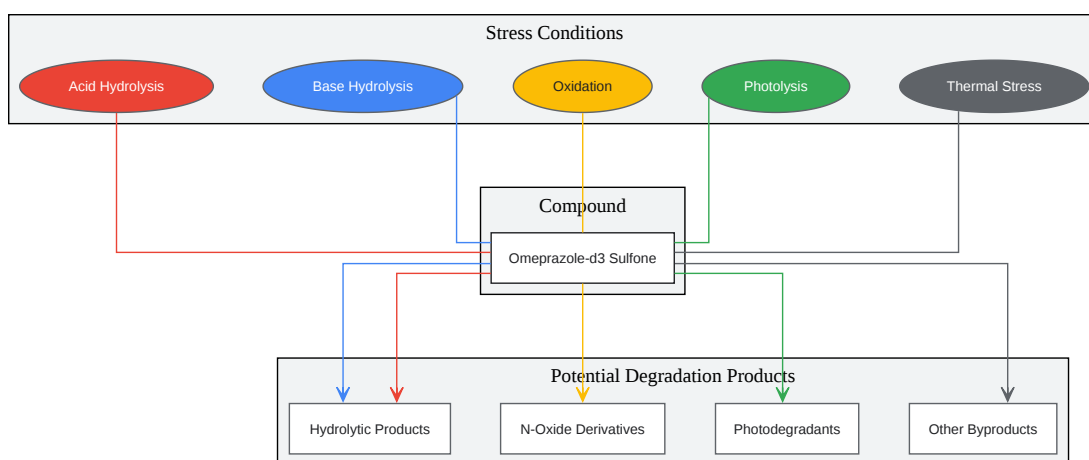 Stress Conditions
Acid Hydrolysis
Base Hydrolysis
Oxidation
Photolysis
Thermal Stress
Compound
Omeprazole-d3 Sulfone
Potential Degradation Products
Hydrolytic Products
N-Oxide Derivatives
Photodegradants
Other Byproducts